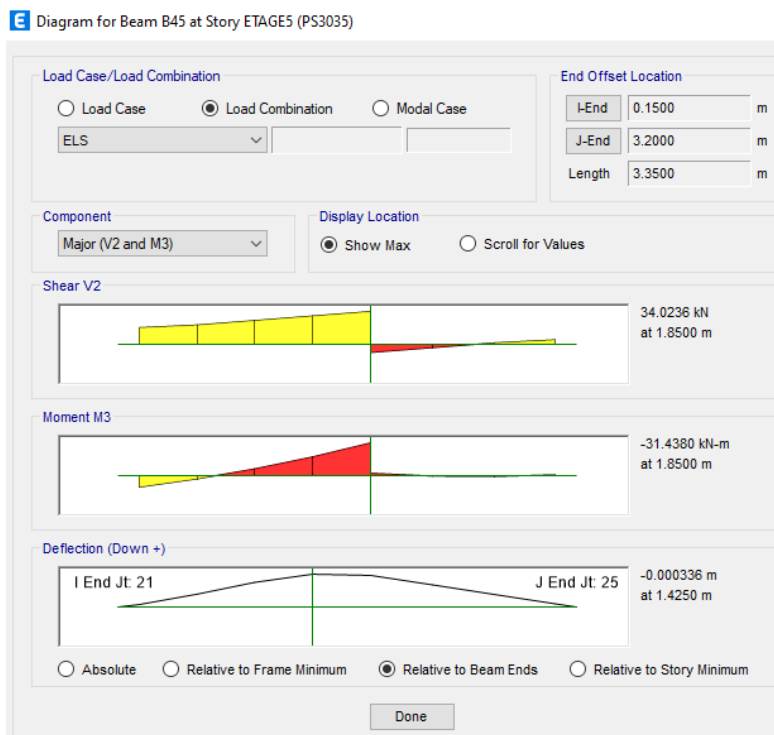 E Diagram for Beam B45 at Story ETAGE5 (PS3035)
Load Case/Load Combination
Load Case Load Combination Modal Case
ELS
End Offset Location
I-End 0.1500 m
J-End 3.2000 m
Length 3.3500 m
Component
Major (V2 and M3)
Display Location
Show Max Scroll for Values
Shear V2
34.0236 kN
at 1.8500 m
Moment M3
-31.4380 kN-m
at 1.8500 m
Deflection (Down +)
I End Jt: 21 J End Jt: 25
-0.000336 m
at 1.4250 m
Absolute Relative to Frame Minimum Relative to Beam Ends Relative to Story Minimum
Done